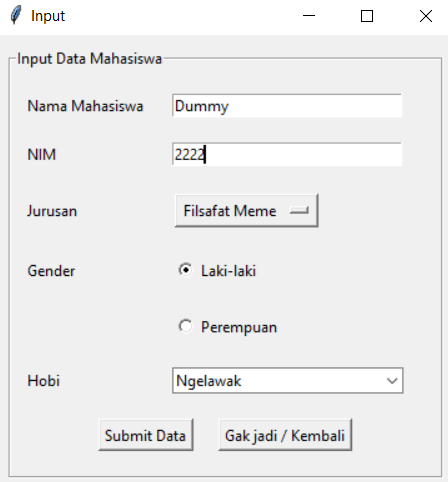 Input
Input Data Mahasiswa
Nama Mahasiswa Dummy
NIM 2222
Jurusan Filsafat Meme
Gender Laki-laki
Perempuan
Hobi Ngelawak
Submit Data Gak jadi / Kembali